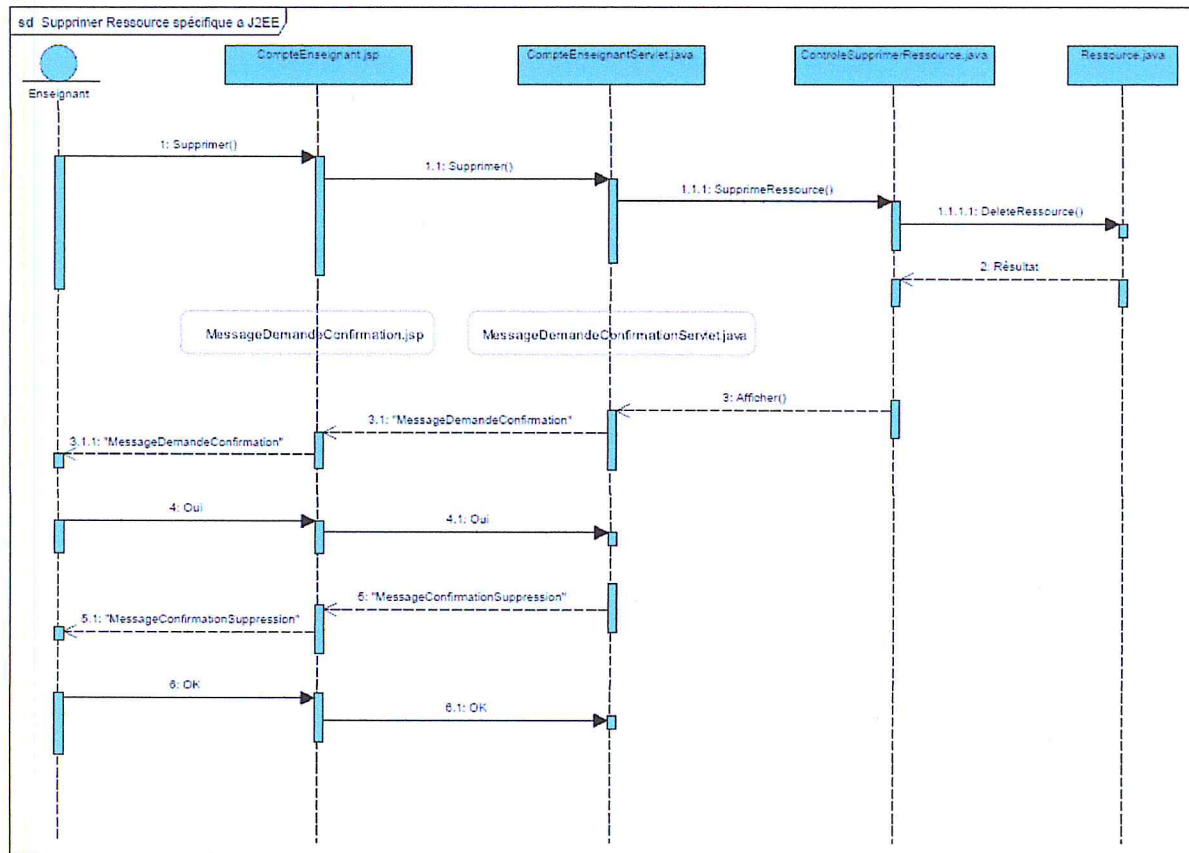 sd Supprimer Ressource spécifique a J2EE
Enseignant
CompteEnseignant.jsp
CompteEnseignantServlet.java
ControleSupprimerRessource.java
Ressource.java
1: Supprimer()
1.1: Supprimer()
1.1.1: SupprimeRessource()
1.1.1.1: DeleteRessource()
2: Résultat
MessageDemandeConfirmation.jsp
MessageDemandeConfirmationServlet.java
3: Afficher()
3.1: "MessageDemandeConfirmation"
3.1.1: "MessageDemandeConfirmation"
4: Oui
4.1: Oui
5: "MessageConfirmationSuppression"
5.1: "MessageConfirmationSuppression"
6: OK
6.1: OK